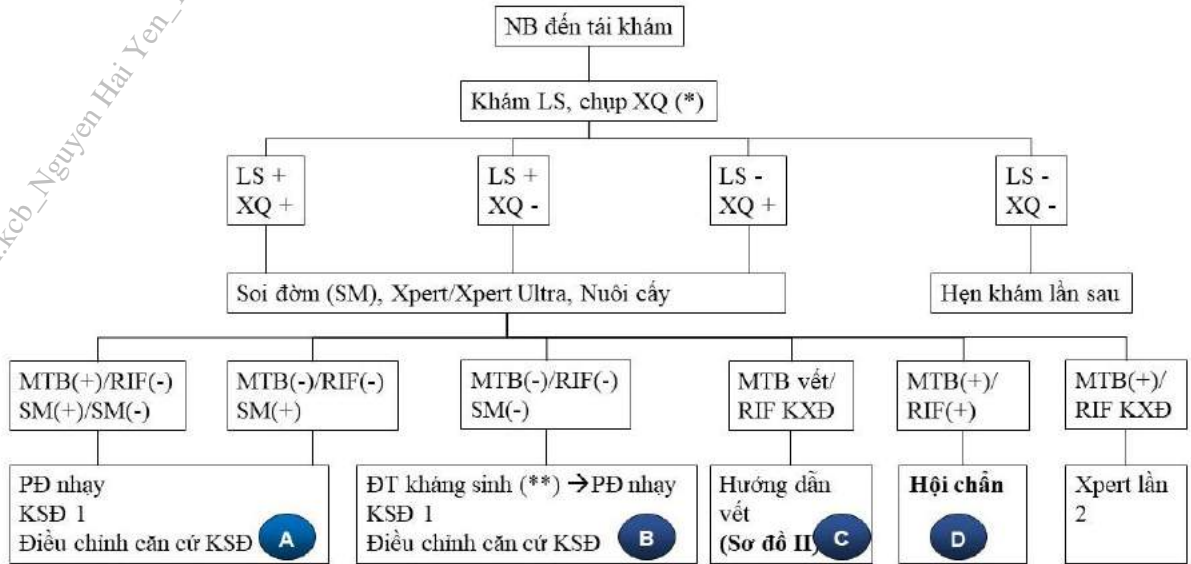 .kcb_Nguyen Hai Yen_
NB đến tái khám
Khám LS, chụp XQ (*)
LS +
XQ +
LS +
XQ -
LS -
XQ +
LS -
XQ -
Soi đờm (SM), Xpert/Xpert Ultra, Nuôi cấy
Hẹn khám lần sau
MTB(+)/RIF(-)
SM(+)/SM(-)
MTB(-)/RIF(-)
SM(+)
MTB(-)/RIF(-)
SM(-)
MTB vết/
RIF KXĐ
MTB(+)/
RIF(+)
MTB(+)/
RIF KXĐ
PĐ nhạy
KSĐ 1
Điều chỉnh căn cứ KSĐ
A
ĐT kháng sinh (**) →PĐ nhạy
KSĐ 1
Điều chỉnh căn cứ KSĐ
B
Hướng dẫn
vết
(Sơ đồ II)
C
Hội chẩn
D
Xpert lần
2